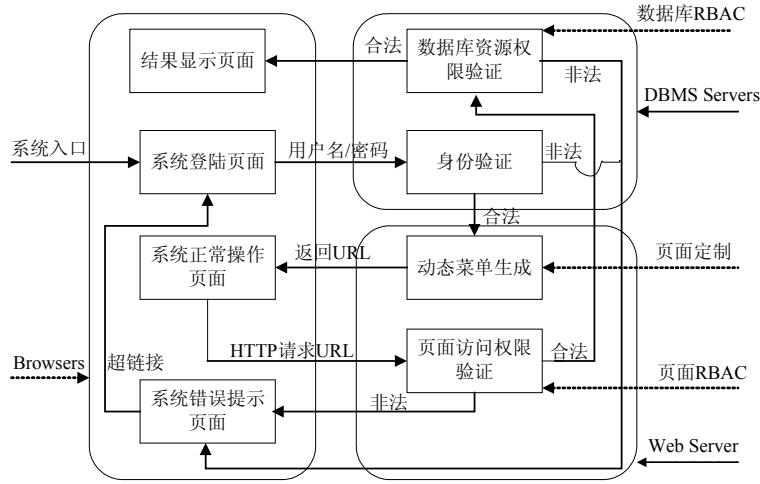 数据库RBAC
合法
数据库资源权
限验证
结果显示页面
非法
DBMS Servers
系统入口
系统登陆页面
用户名/密码
身份验证
非法
合法
系统正常操作
页面
返回URL
动态菜单生成
页面定制
HTTP请求URL
页面访问权限
验证
合法
Browsers
超链接
页面RBAC
系统错误提示
页面
非法
Web Server